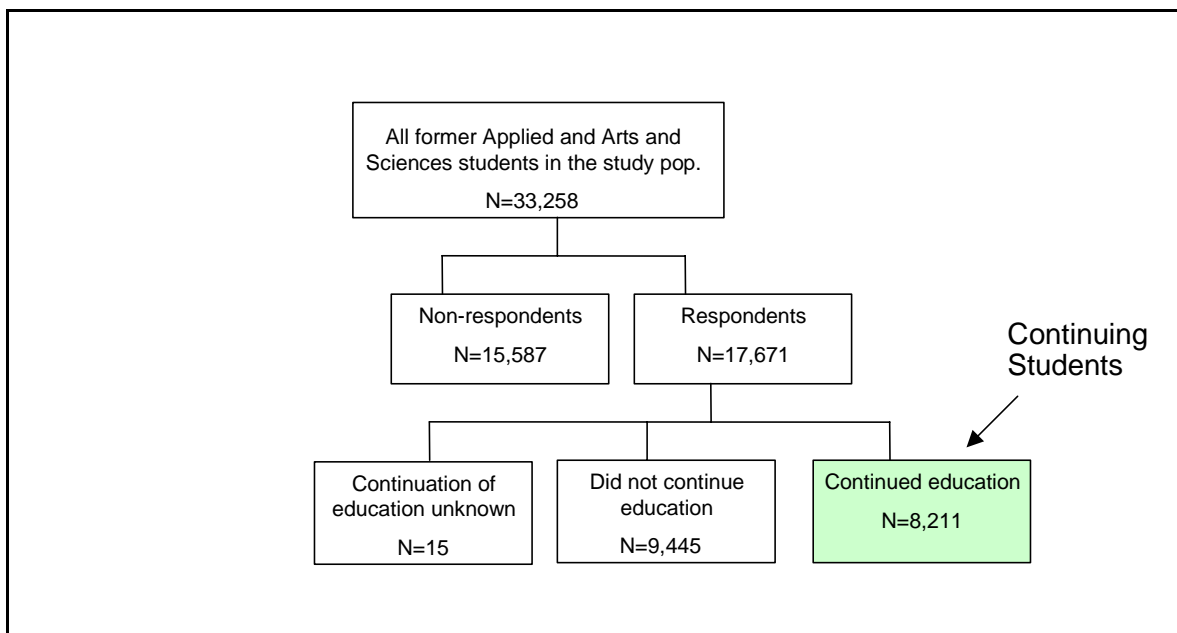 All former Applied and Arts and
Sciences students in the study pop.
N=33,258
Non-respondents
N=15,587
Respondents
N=17,671
Continuing
Students
Continuation of
education unknown
N=15
Did not continue
education
N=9,445
Continued education
N=8,211